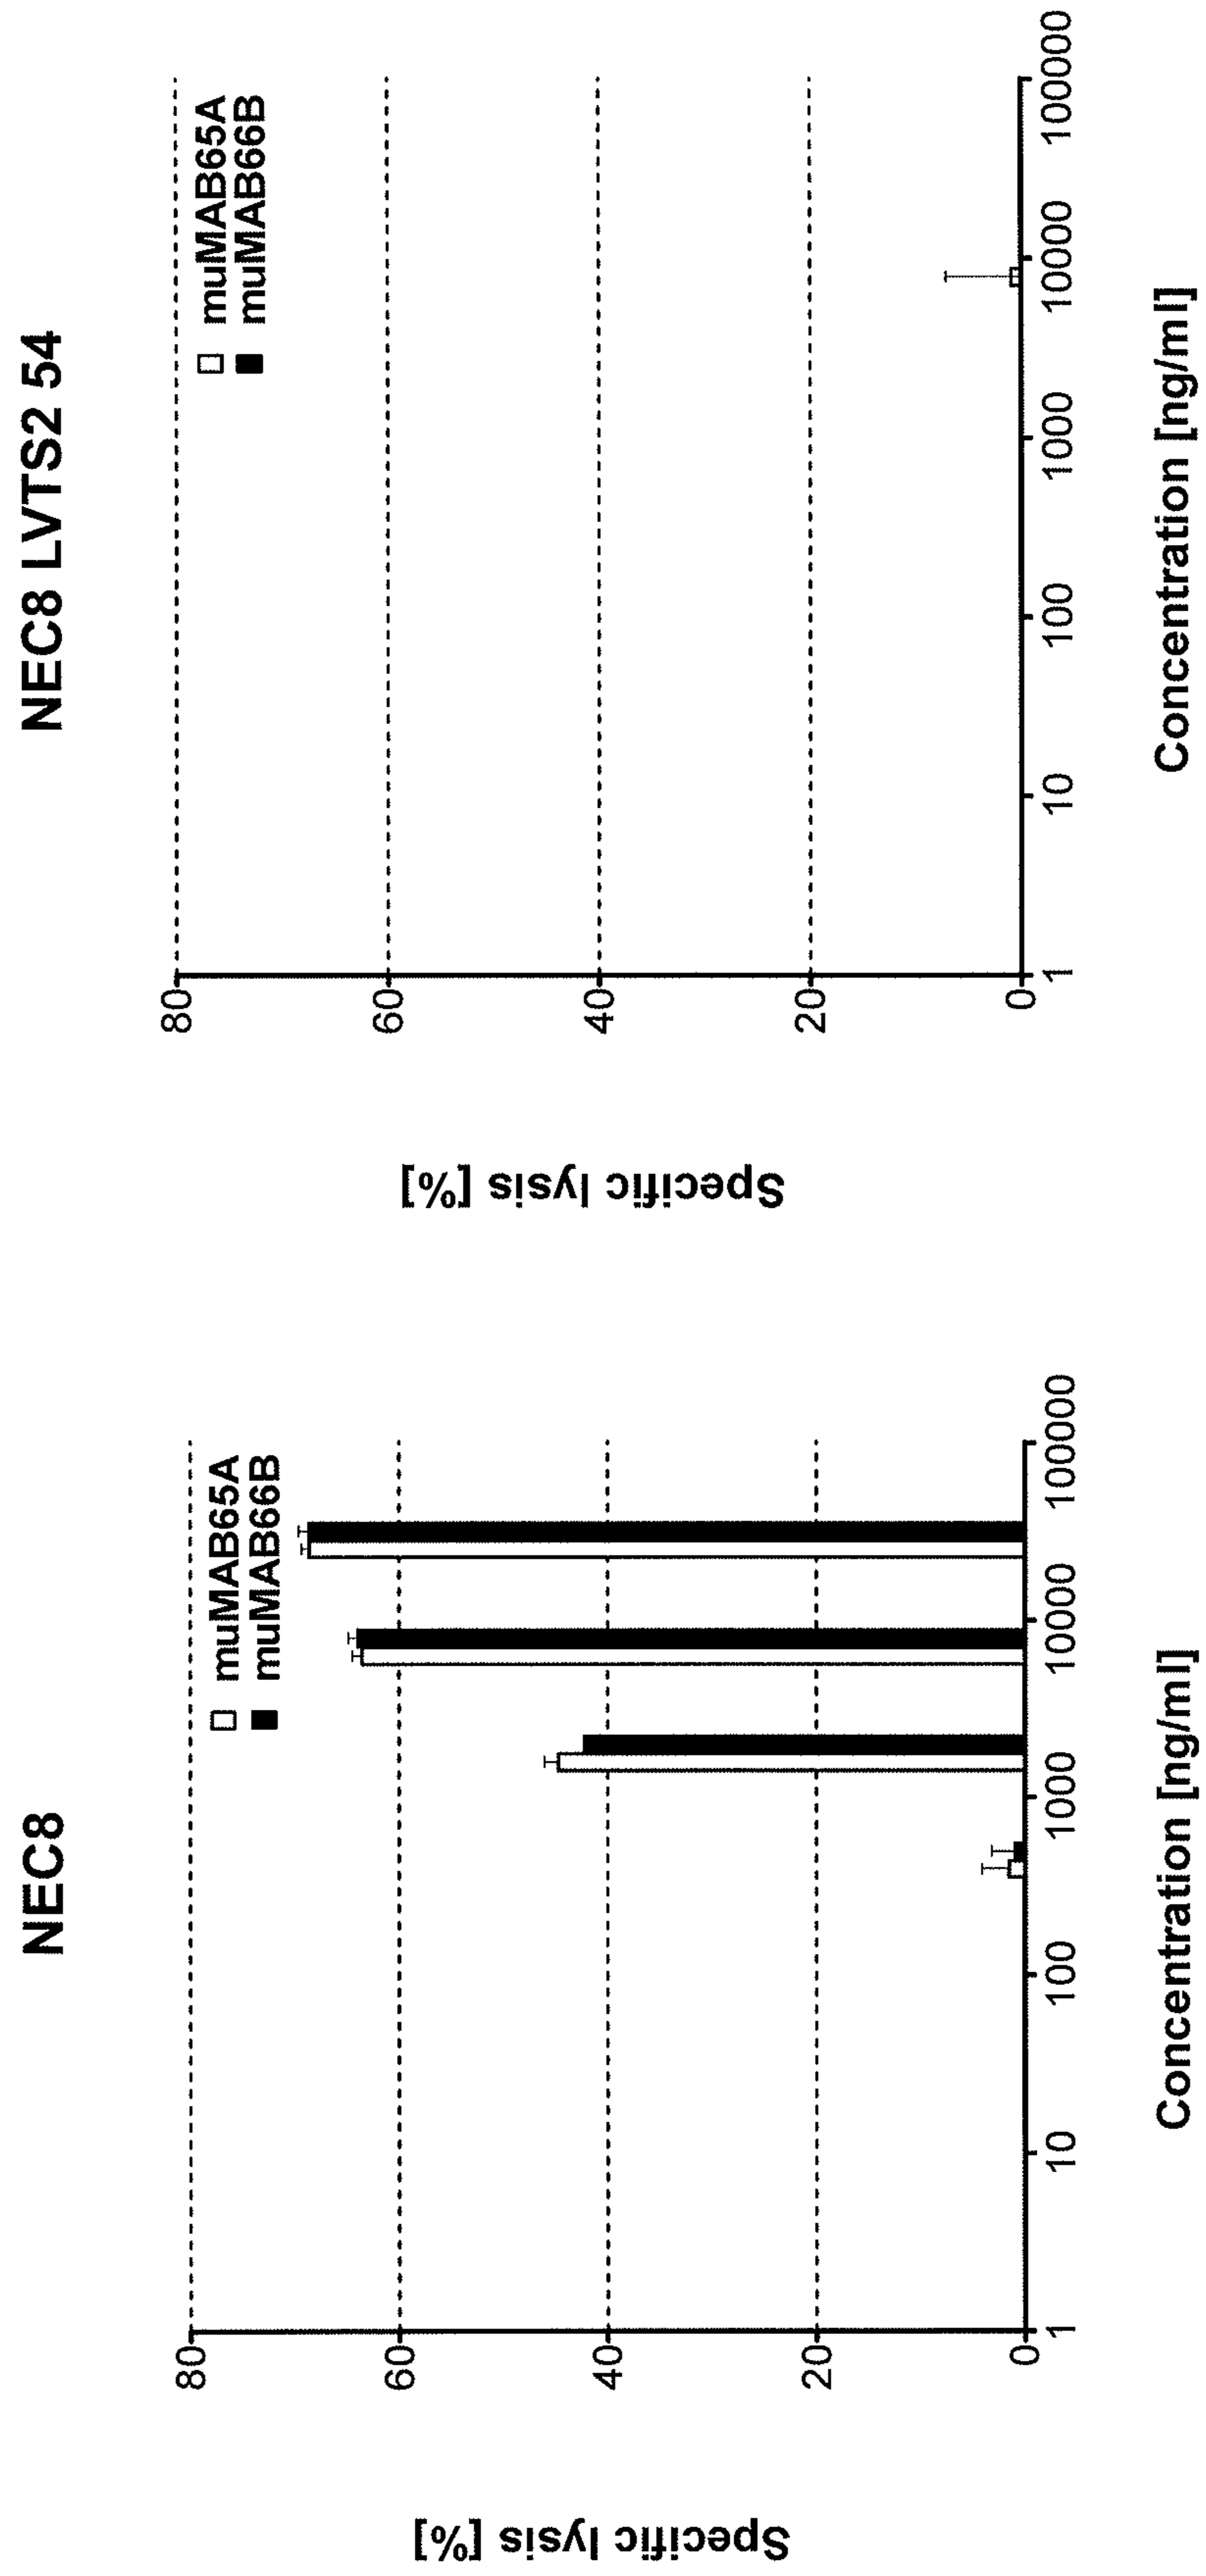 NEC8
80
60
40
20
0
Specific lysis [%]
muMAB65A
muMAB66B
1
10
100
1000
10000
100000
Concentration [ng/ml]
NEC8 LVTS2 54
80
60
40
20
0
Specific lysis [%]
muMAB65A
muMAB66B
1
10
100
1000
10000
100000
Concentration [ng/ml]